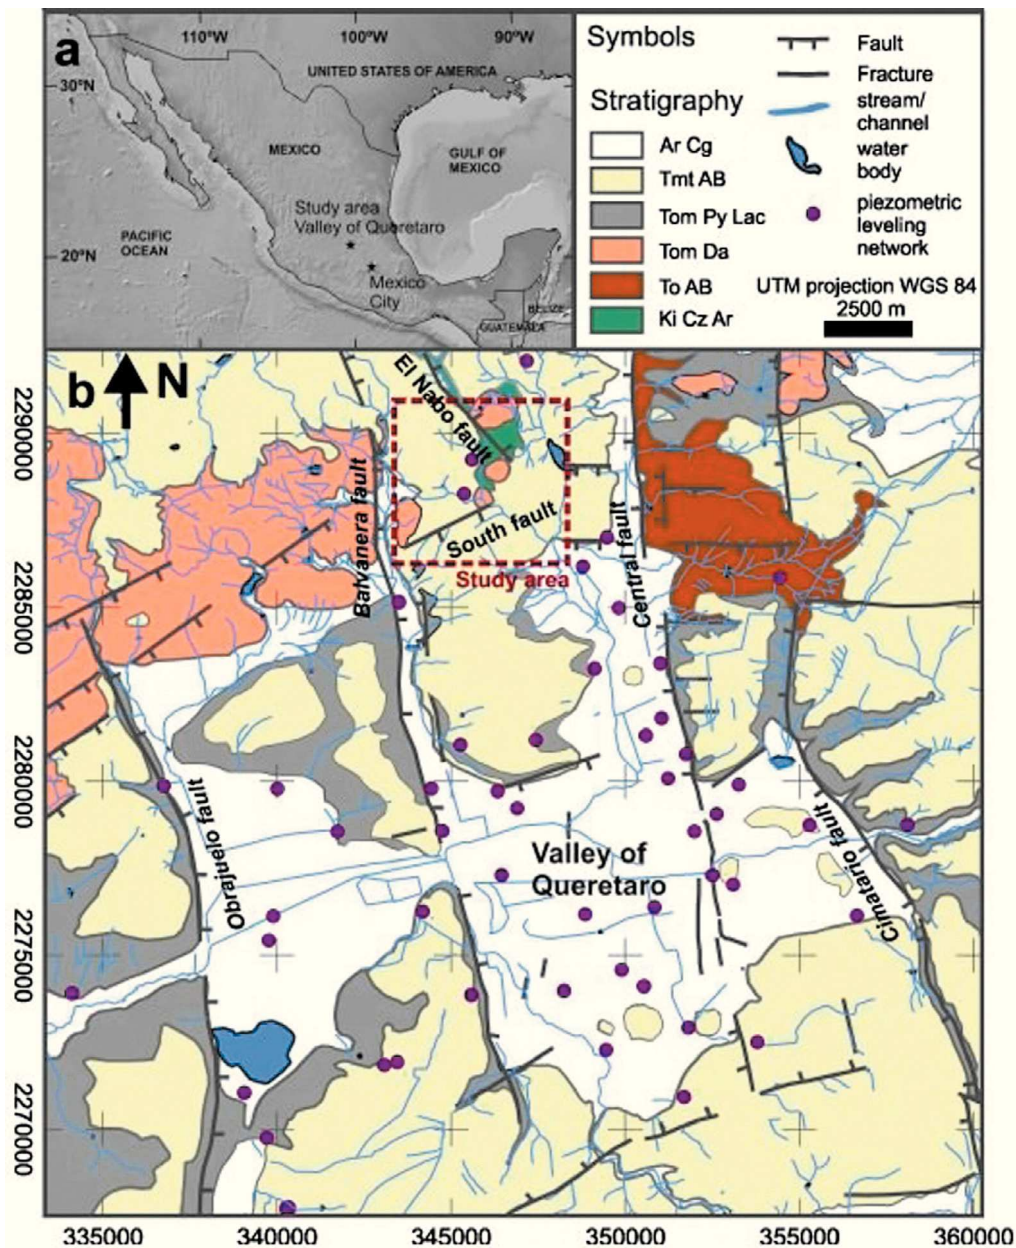 a
110°W
100°W
90°W
30°N
20°N
UNITED STATES OF AMERICA
MEXICO
GULF OF
MEXICO
Study area
Valley of Queretaro
PACIFIC
OCEAN
Mexico
City
BELIZE
GUATEMALA
Symbols
Fault
Fracture
stream/
channel
water
body
piezometric
leveling
network
Stratigraphy
Ar Cg
Tmt AB
Tom Py Lac
Tom Da
To AB
Ki Cz Ar
UTM projection WGS 84
2500 m
b
N
El Nabo fault
Balvanera fault
South fault
Study area
Central fault
Obrajuelo fault
Valley of
Queretaro
Cimatario fault
2290000
2285000
2280000
2275000
2270000
335000
340000
345000
350000
355000
360000